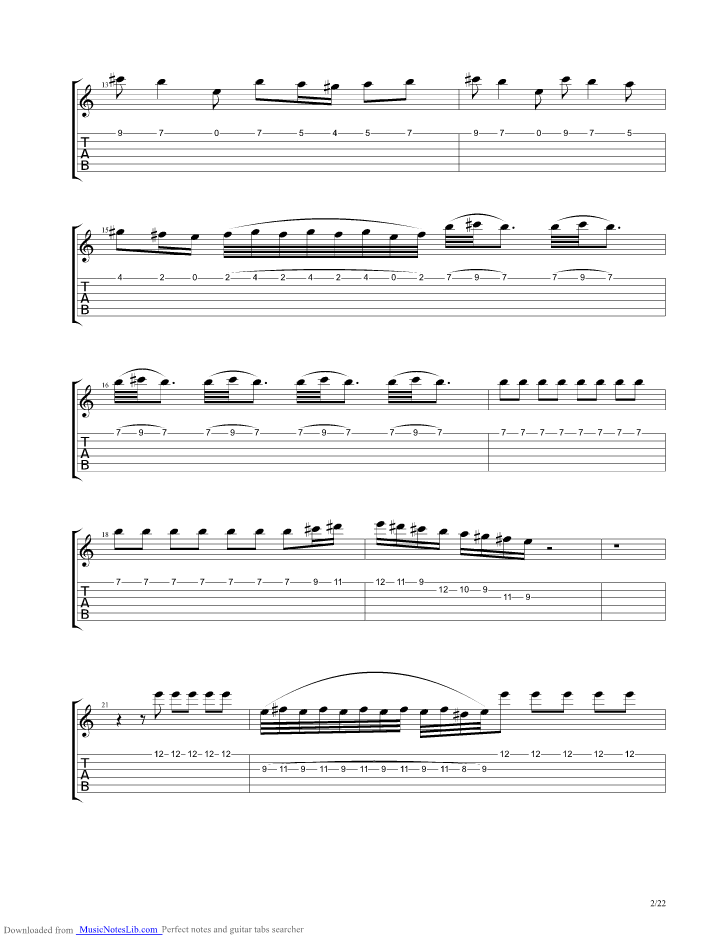 13
9 7 0 7 5 4 5 7 9 7 0 9 7 5
TAB
15
4 2 0 2 4 2 4 2 4 0 2 7 9 7 7 9 7
TAB
16
7 9 7 7 9 7 7 9 7 7 9 7 7 7 7 7 7 7 7 7
TAB
18
7 7 7 7 7 7 7 9 11 12 11 9
12 10 9
11 9
TAB
21
12 12 12 12 12 12 12 12 12 12
9 11 9 11 9 11 9 11 9 11 8 9
TAB
2/22
Downloaded from MusicNotesLib.com Perfect notes and guitar tabs searcher